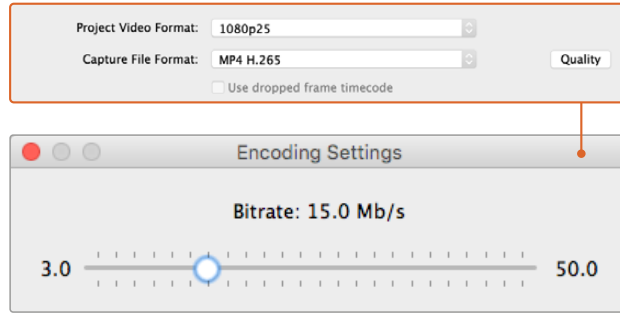 Project Video Format: 1080p25
Capture File Format: MP4 H.265 Quality
Use dropped frame timecode
Encoding Settings
Bitrate: 15.0 Mb/s
3.0 50.0